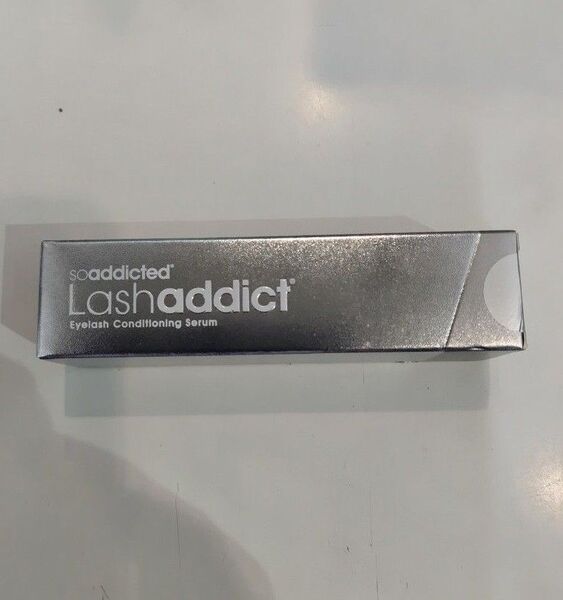 soaddicted®
Lashaddict®
Eyelash Conditioning Serum